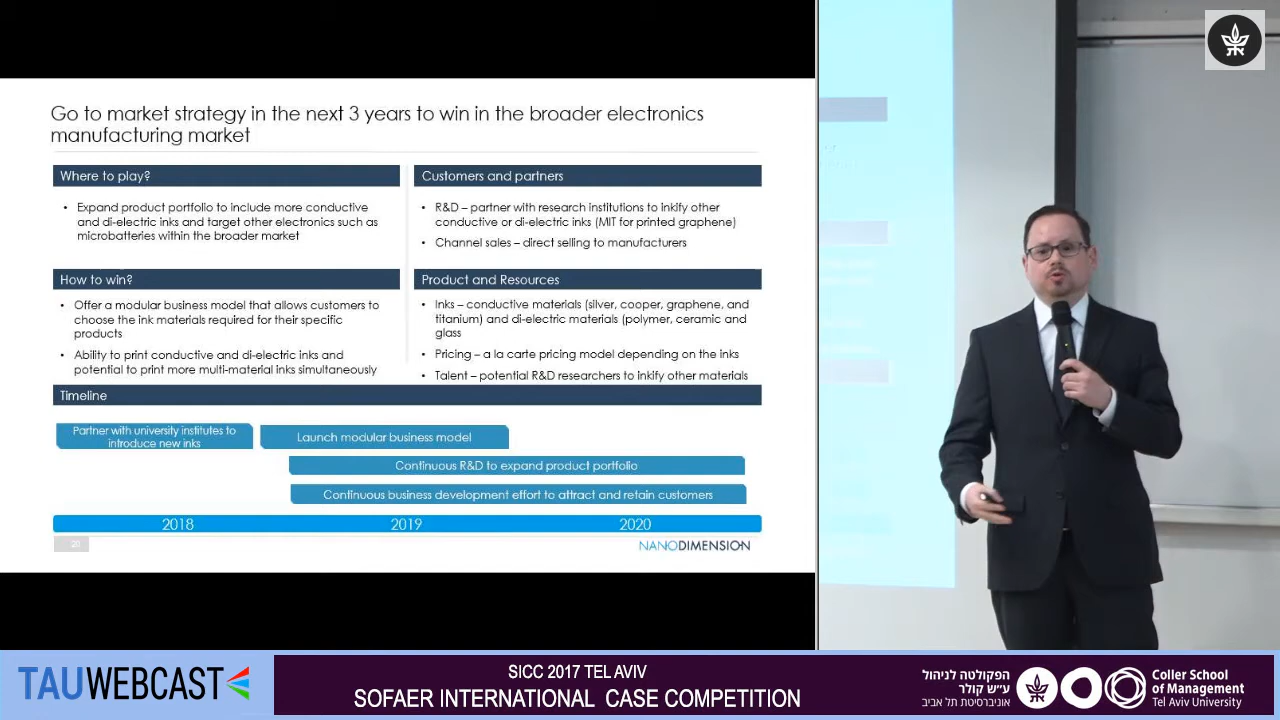 Go to market strategy in the next 3 years to win in the broader electronics
manufacturing market
Where to play?
• Expand product portfolio to include more conductive
and di-electric inks and target other electronics such as
microbatteries within the broader market
Customers and partners
• R&D – partner with research institutions to inkify other
conductive or di-electric inks (MIT for printed graphene)
• Channel sales – direct selling to manufacturers
How to win?
• Offer a modular business model that allows customers to
choose the ink materials required for their specific
products
• Ability to print conductive and di-electric inks and
potential to print more multi-material inks simultaneously
Product and Resources
• Inks – conductive materials (silver, cooper, graphene, and
titanium) and di-electric materials (polymer, ceramic and
glass
• Pricing – a la carte pricing model depending on the inks
• Talent – potential R&D researchers to inkify other materials
Timeline
Partner with university institutes to
introduce new inks
Launch modular business model
Continuous R&D to expand product portfolio
Continuous business development effort to attract and retain customers
2018 2019 2020
20
NANODIMENSION
TAUWEBCAST
SICC 2017 TEL AVIV
SOFAER INTERNATIONAL CASE COMPETITION
הפקולטה לניהול
ע״ש קולר
אוניברסיטת תל אביב
Coller School
of Management
Tel Aviv University